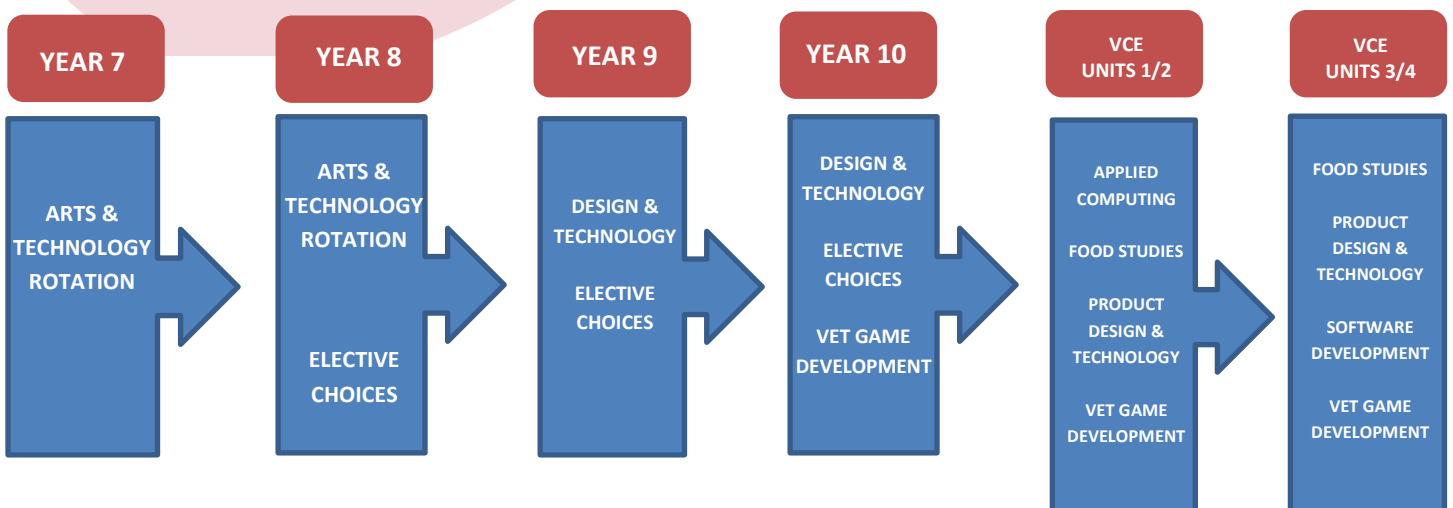 YEAR 7
ARTS &
TECHNOLOGY
ROTATION
YEAR 8
ARTS &
TECHNOLOGY
ROTATION
ELECTIVE
CHOICES
YEAR 9
DESIGN &
TECHNOLOGY
ELECTIVE
CHOICES
YEAR 10
DESIGN &
TECHNOLOGY
ELECTIVE
CHOICES
VET GAME
DEVELOPMENT
VCE
UNITS 1/2
APPLIED
COMPUTING
FOOD STUDIES
PRODUCT
DESIGN &
TECHNOLOGY
VET GAME
DEVELOPMENT
VCE
UNITS 3/4
FOOD STUDIES
PRODUCT
DESIGN &
TECHNOLOGY
SOFTWARE
DEVELOPMENT
VET GAME
DEVELOPMENT